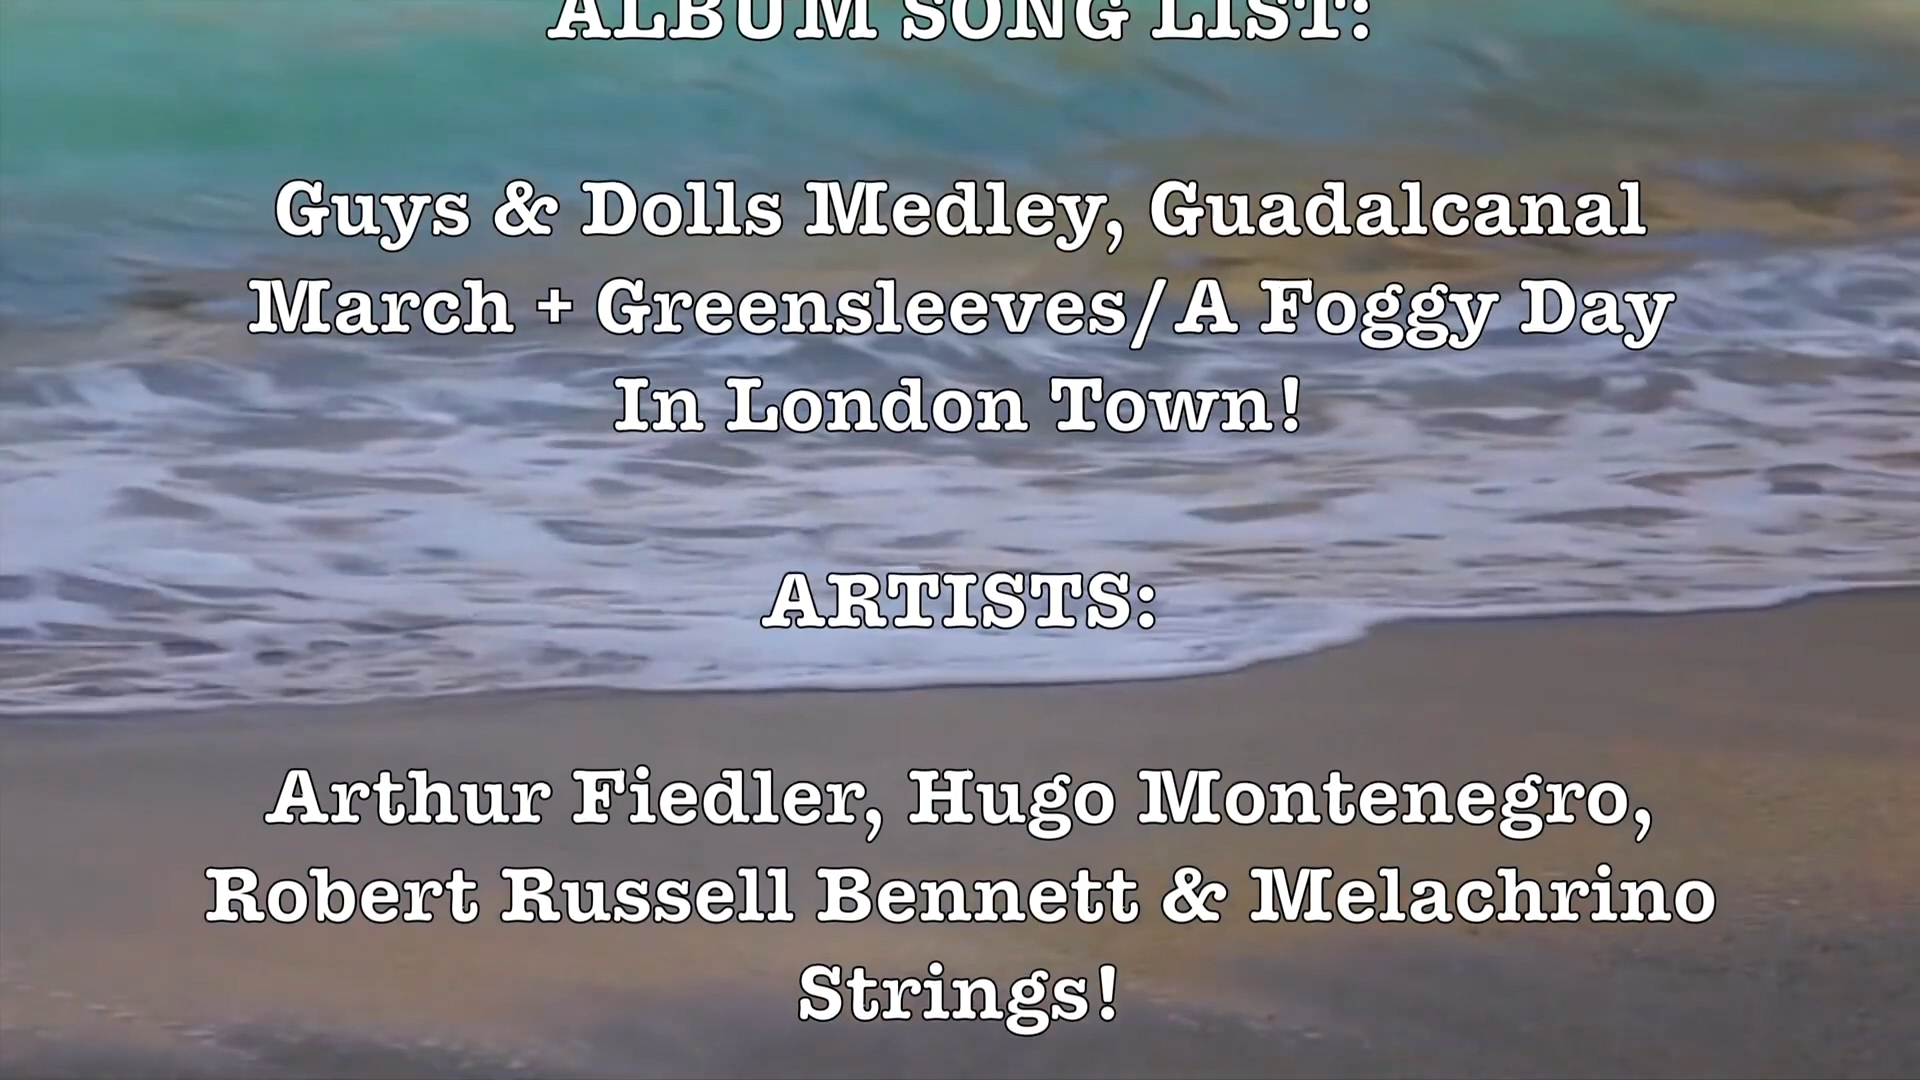 ALBUM SONG LIST:
Guys & Dolls Medley, Guadalcanal
March + Greensleeves/A Foggy Day
In London Town!
ARTISTS:
Arthur Fiedler, Hugo Montenegro,
Robert Russell Bennett & Melachrino
Strings!